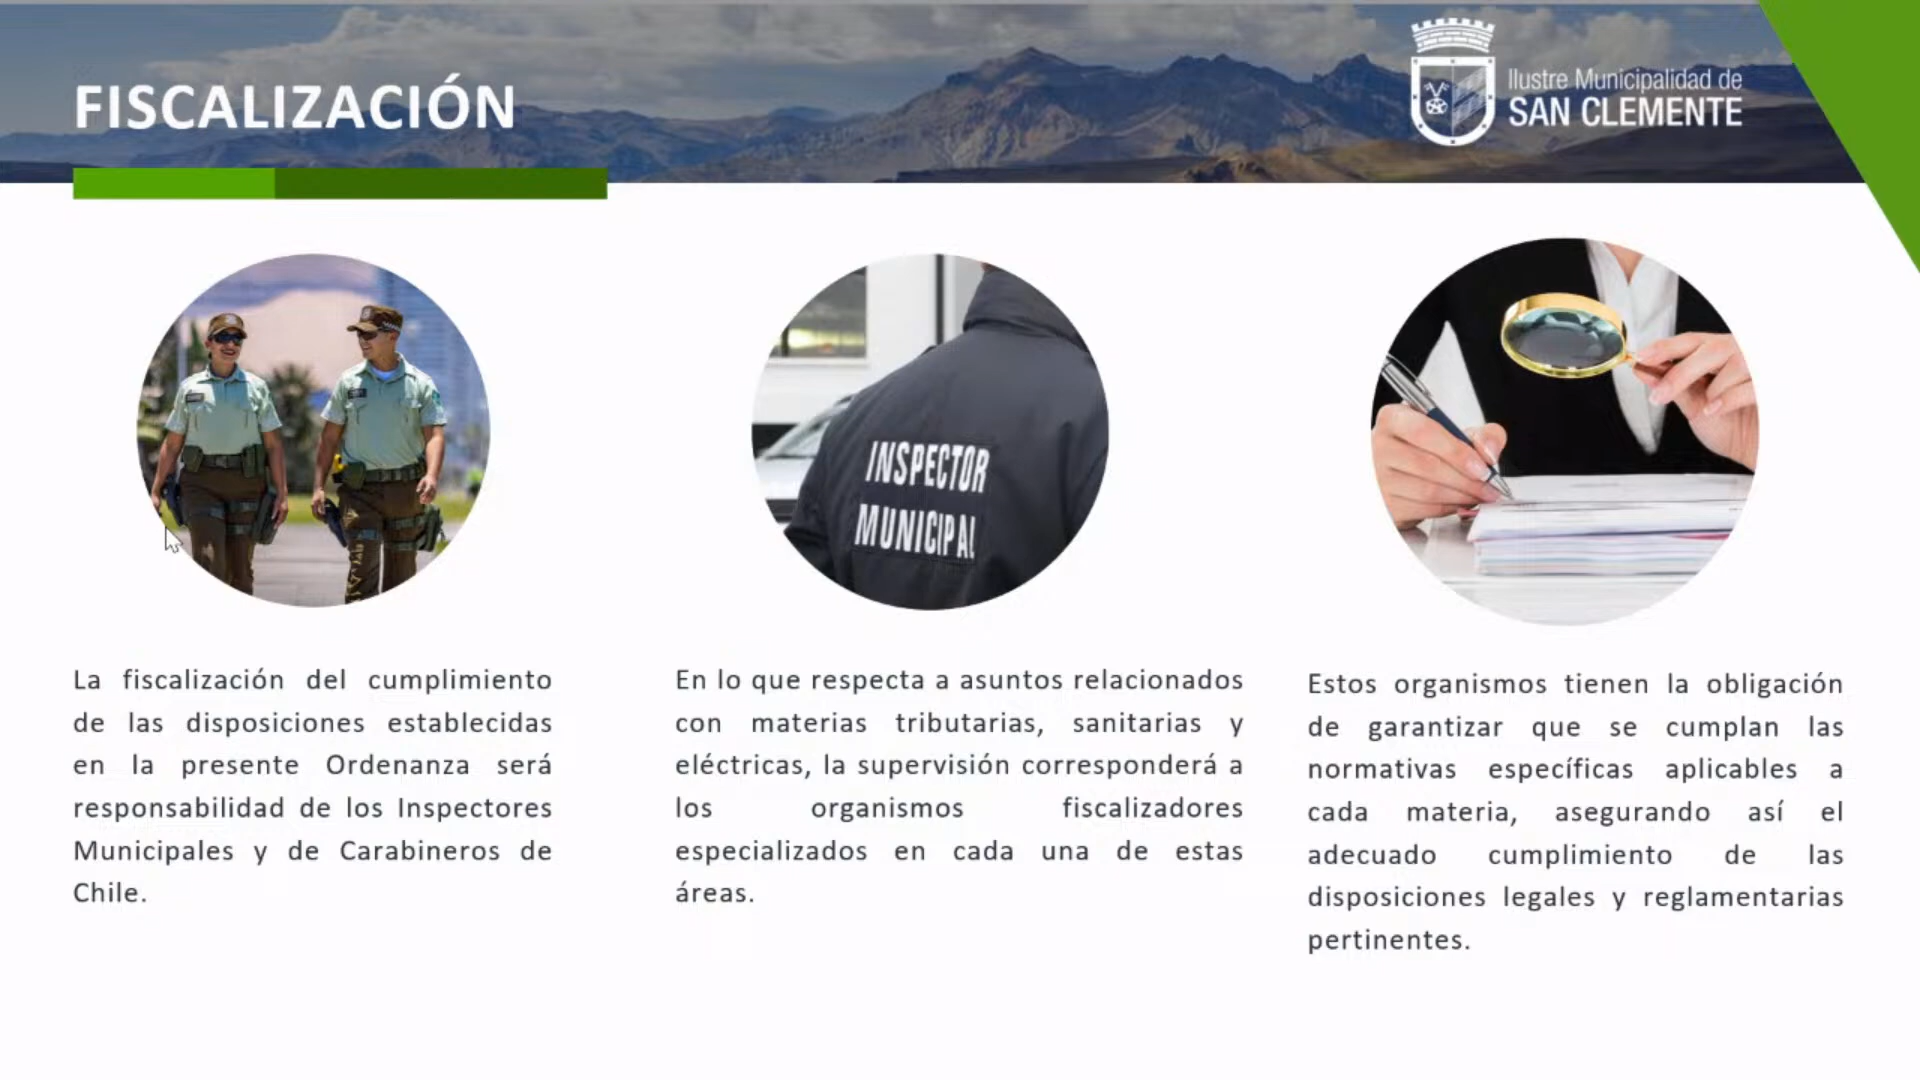 FISCALIZACIÓN
Ilustre Municipalidad de
SAN CLEMENTE
INSPECTOR
MUNICIPAL
La fiscalización del cumplimiento
de las disposiciones establecidas
en la presente Ordenanza será
responsabilidad de los Inspectores
Municipales y de Carabineros de
Chile.
En lo que respecta a asuntos relacionados
con materias tributarias, sanitarias y
eléctricas, la supervisión corresponderá a
los organismos fiscalizadores
especializados en cada una de estas
áreas.
Estos organismos tienen la obligación
de garantizar que se cumplan las
normativas específicas aplicables a
cada materia, asegurando así el
adecuado cumplimiento de las
disposiciones legales y reglamentarias
pertinentes.